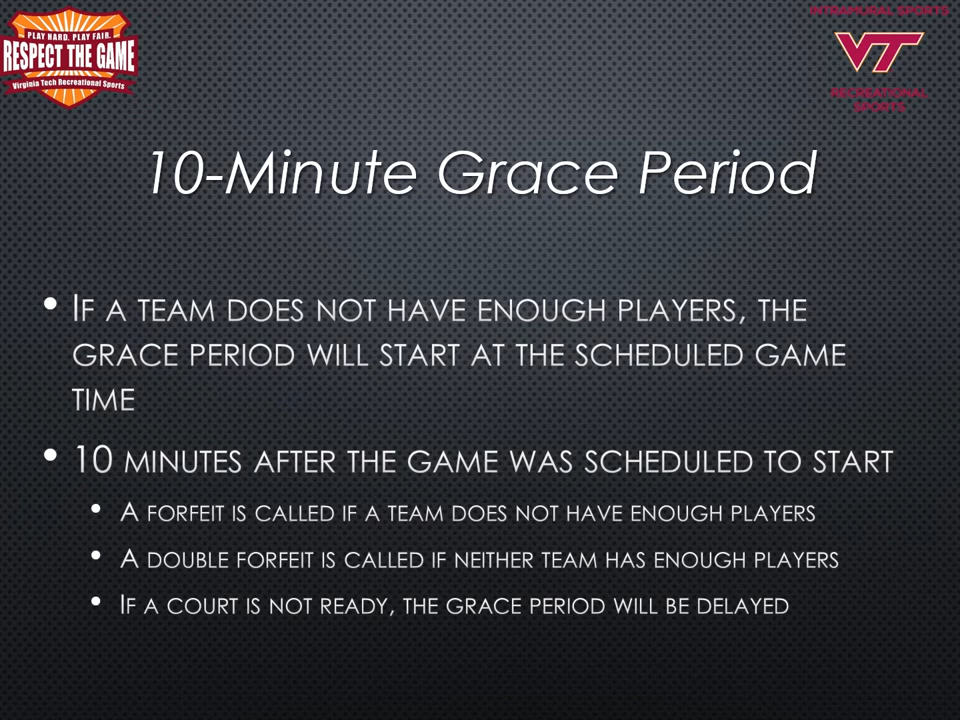 PLAY HARD. PLAY FAIR.
RESPECT THE GAME
Virginia Tech Recreational Sports
INTRAMURAL SPORTS
VT
RECREATIONAL
SPORTS
10-Minute Grace Period
• If a team does not have enough players, the
grace period will start at the scheduled game
time
• 10 minutes after the game was scheduled to start
• A forfeit is called if a team does not have enough players
• A double forfeit is called if neither team has enough players
• If a court is not ready, the grace period will be delayed